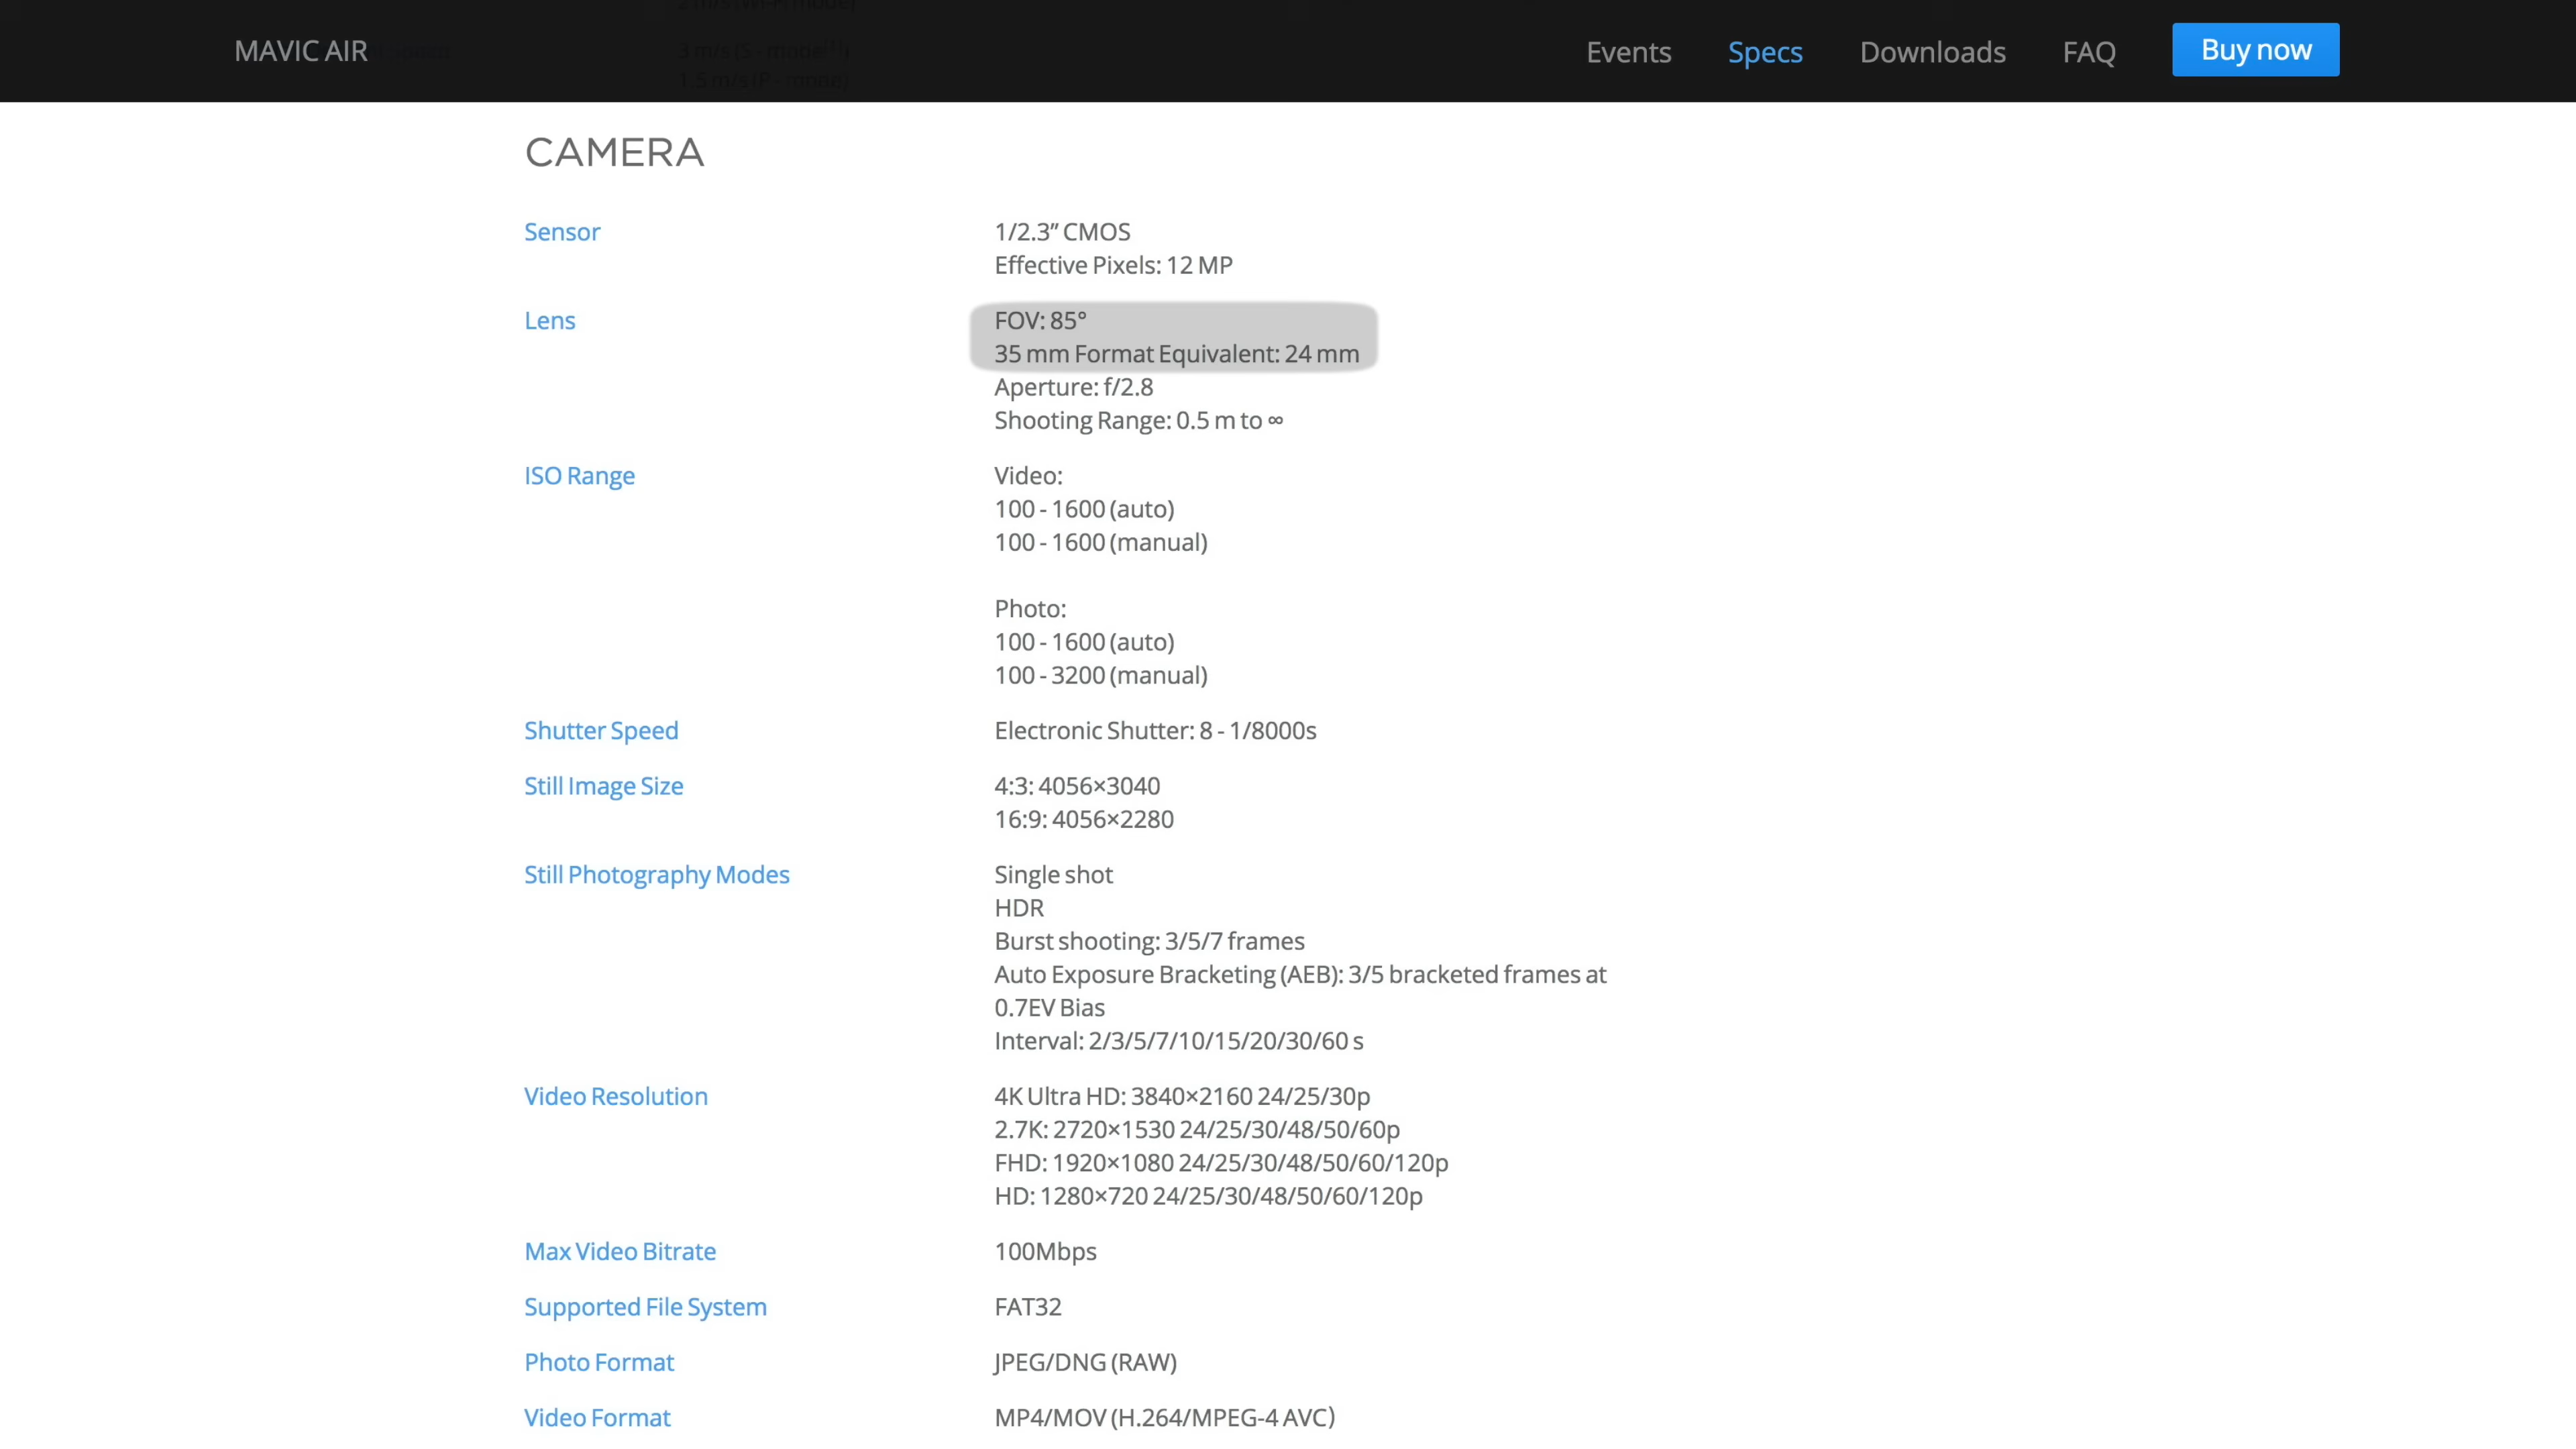 MAVIC AIR
Events
Specs
Downloads
FAQ
Buy now
CAMERA
Sensor
1/2.3” CMOS
Effective Pixels: 12 MP
Lens
FOV: 85°
35 mm Format Equivalent: 24 mm
Aperture: f/2.8
Shooting Range: 0.5 m to ∞
ISO Range
Video:
100 - 1600 (auto)
100 - 1600 (manual)
Photo:
100 - 1600 (auto)
100 - 3200 (manual)
Shutter Speed
Electronic Shutter: 8 - 1/8000s
Still Image Size
4:3: 4056×3040
16:9: 4056×2280
Still Photography Modes
Single shot
HDR
Burst shooting: 3/5/7 frames
Auto Exposure Bracketing (AEB): 3/5 bracketed frames at
0.7EV Bias
Interval: 2/3/5/7/10/15/20/30/60 s
Video Resolution
4K Ultra HD: 3840×2160 24/25/30p
2.7K: 2720×1530 24/25/30/48/50/60p
FHD: 1920×1080 24/25/30/48/50/60/120p
HD: 1280×720 24/25/30/48/50/60/120p
Max Video Bitrate
100Mbps
Supported File System
FAT32
Photo Format
JPEG/DNG (RAW)
Video Format
MP4/MOV (H.264/MPEG-4 AVC)